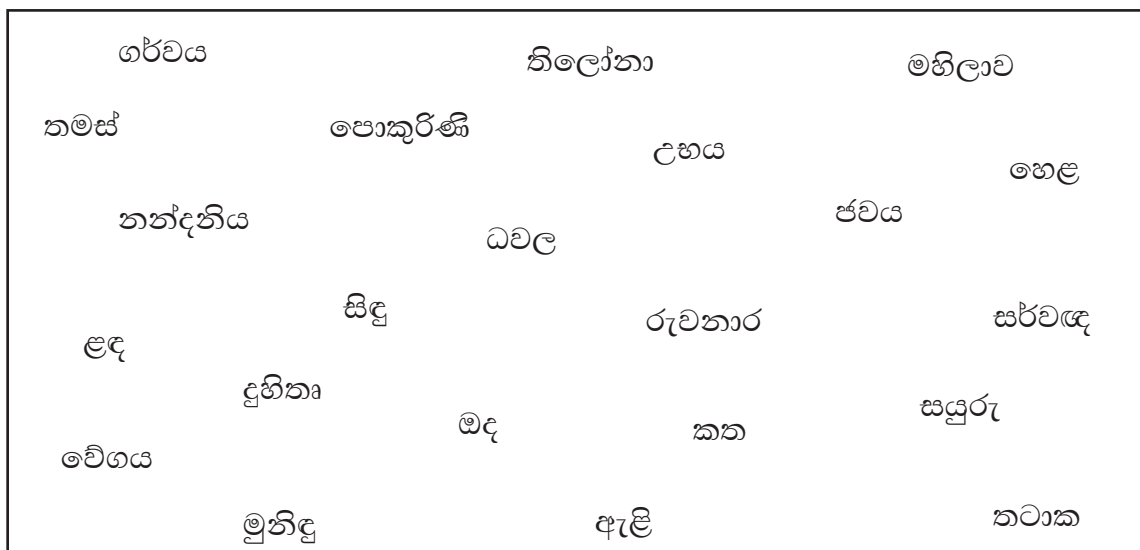 ගර්වය තිලෝනා මහිලාව
තමස් පොකුරිණි උභය හෙළ
නන්දනිය ධවල ජවය
සිඳු රුවනාර සර්වඥ
ළඳ
දුහිතෘ ඔද කත සයුරු
වේගය
මුනිඳු ඇළි තටාක